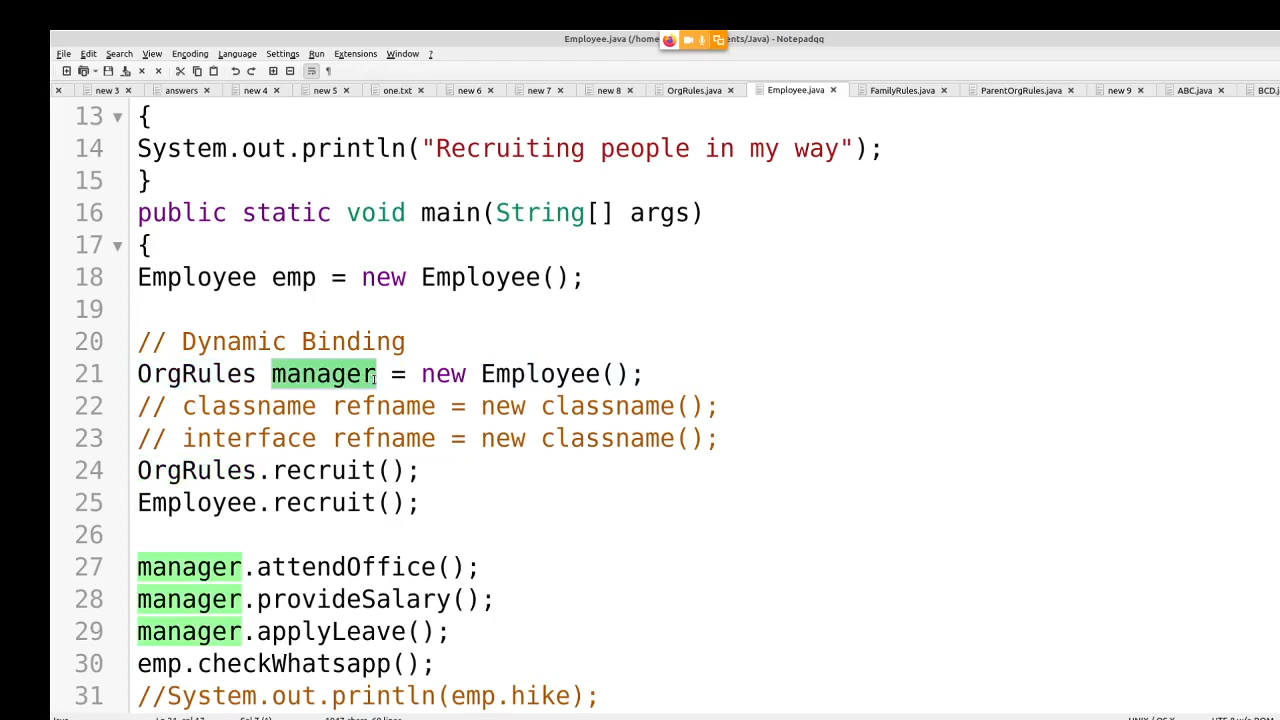 Employee.java (/home ents/Java) - Notepadqq
File Edit Search View Encoding Language Settings Run Extensions Window ?
new 3 answers new 4 new 5 one.txt new 6 new 7 new 8 OrgRules.java Employee.java FamilyRules.java ParentOrgRules.java new 9 ABC.java BCD.j
13 {
14 System.out.println("Recruiting people in my way");
15 }
16 public static void main(String[] args)
17 {
18 Employee emp = new Employee();
19
20 // Dynamic Binding
21 OrgRules manager = new Employee();
22 // classname refname = new classname();
23 // interface refname = new classname();
24 OrgRules.recruit();
25 Employee.recruit();
26
27 manager.attendOffice();
28 manager.provideSalary();
29 manager.applyLeave();
30 emp.checkWhatsapp();
31 //System.out.println(emp.hike);